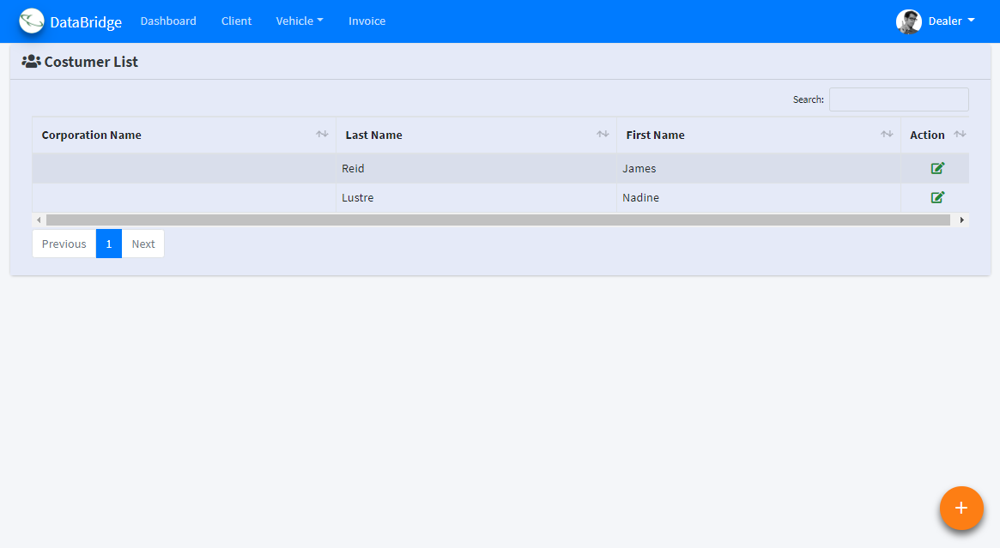 DataBridge Dashboard Client Vehicle Invoice Dealer
Costumer List
Search:
Corporation Name Last Name First Name Action
Reid James
Lustre Nadine
Previous 1 Next
+